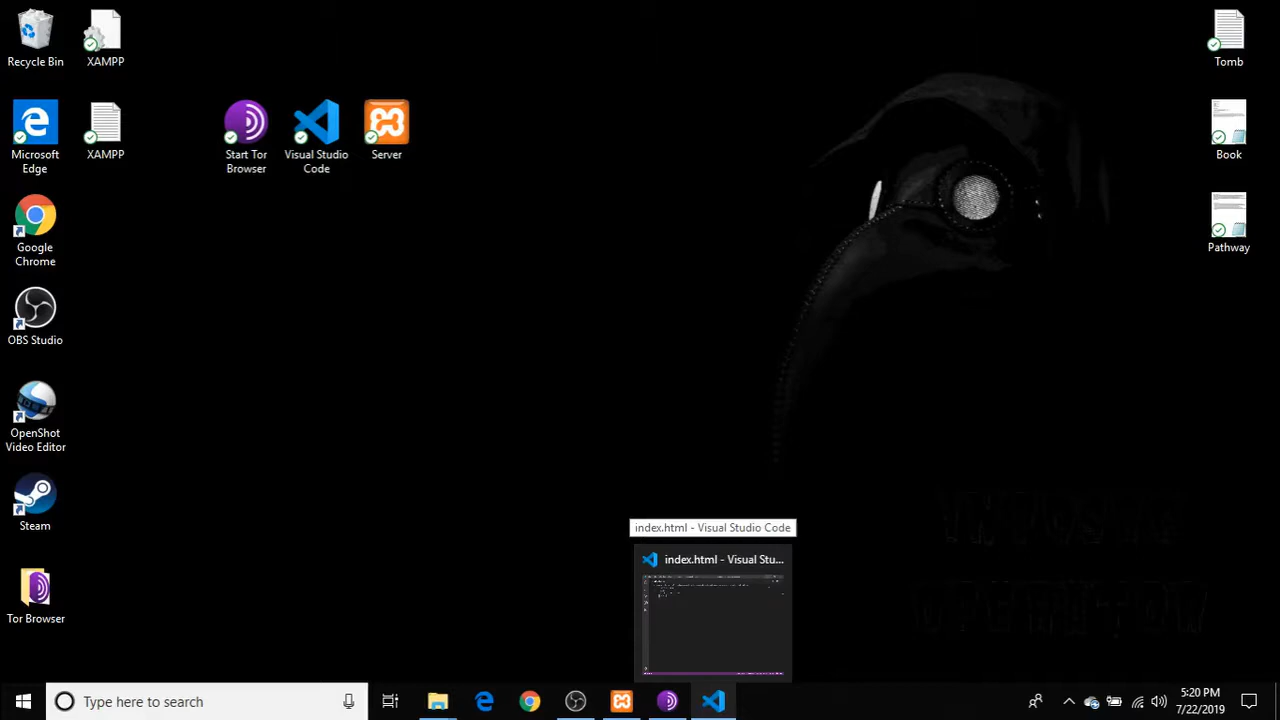 Recycle Bin
XAMPP
Tomb
Microsoft
Edge
XAMPP
Start Tor
Browser
Visual Studio
Code
Server
Book
Google
Chrome
Pathway
OBS Studio
OpenShot
Video Editor
Steam
Tor Browser
index.html - Visual Studio Code
index.html - Visual Stu...
Type here to search
5:20 PM
7/22/2019